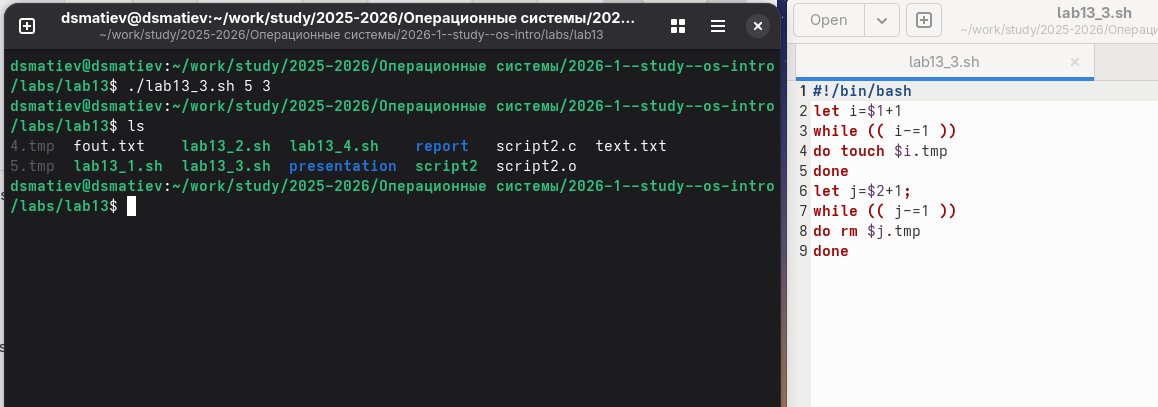 dsmatiev@dsmatiev:~/work/study/2025-2026/Операционные системы/202...
~/work/study/2025-2026/Операционные системы/2026-1--study--os-intro/labs/lab13
dsmatiev@dsmatiev:~/work/study/2025-2026/Операционные системы/2026-1--study--os-intro
/labs/lab13$ ./lab13_3.sh 5 3
dsmatiev@dsmatiev:~/work/study/2025-2026/Операционные системы/2026-1--study--os-intro
/labs/lab13$ ls
4.tmp fout.txt lab13_2.sh lab13_4.sh report script2.c text.txt
5.tmp lab13_1.sh lab13_3.sh presentation script2 script2.o
dsmatiev@dsmatiev:~/work/study/2025-2026/Операционные системы/2026-1--study--os-intro
/labs/lab13$
Open
lab13_3.sh
~/work/study/2025-2026/Операцио
lab13_3.sh
1 #!/bin/bash
2 let i=$1+1
3 while (( i-=1 ))
4 do touch $i.tmp
5 done
6 let j=$2+1;
7 while (( j-=1 ))
8 do rm $j.tmp
9 done